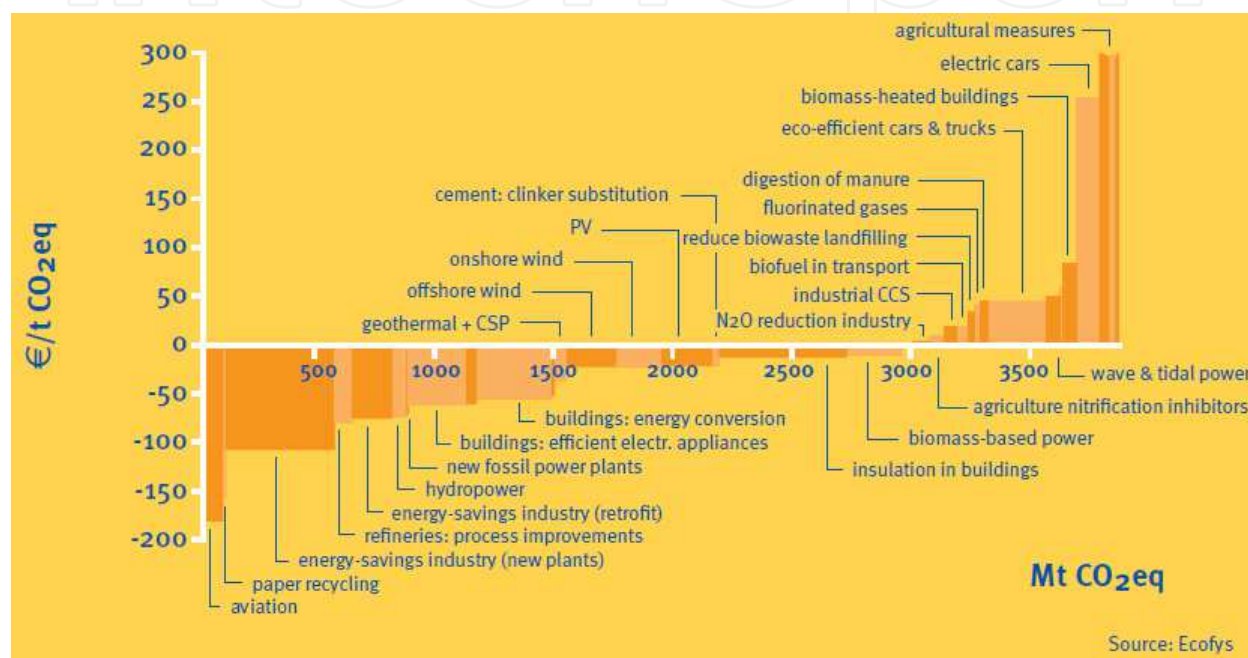 300
250
200
150
100
50
0
-50
-100
-150
-200
€/t CO2eq
agricultural measures
electric cars
biomass-heated buildings
eco-efficient cars & trucks
digestion of manure
fluorinated gases
reduce biowaste landfilling
biofuel in transport
industrial CCS
N2O reduction industry
cement: clinker substitution
PV
onshore wind
offshore wind
geothermal + CSP
500 1000 1500 2000 2500 3000 3500
wave & tidal power
agriculture nitrification inhibitors
biomass-based power
insulation in buildings
buildings: energy conversion
buildings: efficient electr. appliances
new fossil power plants
hydropower
energy-savings industry (retrofit)
refineries: process improvements
energy-savings industry (new plants)
paper recycling
aviation
Mt CO2eq
Source: Ecofys